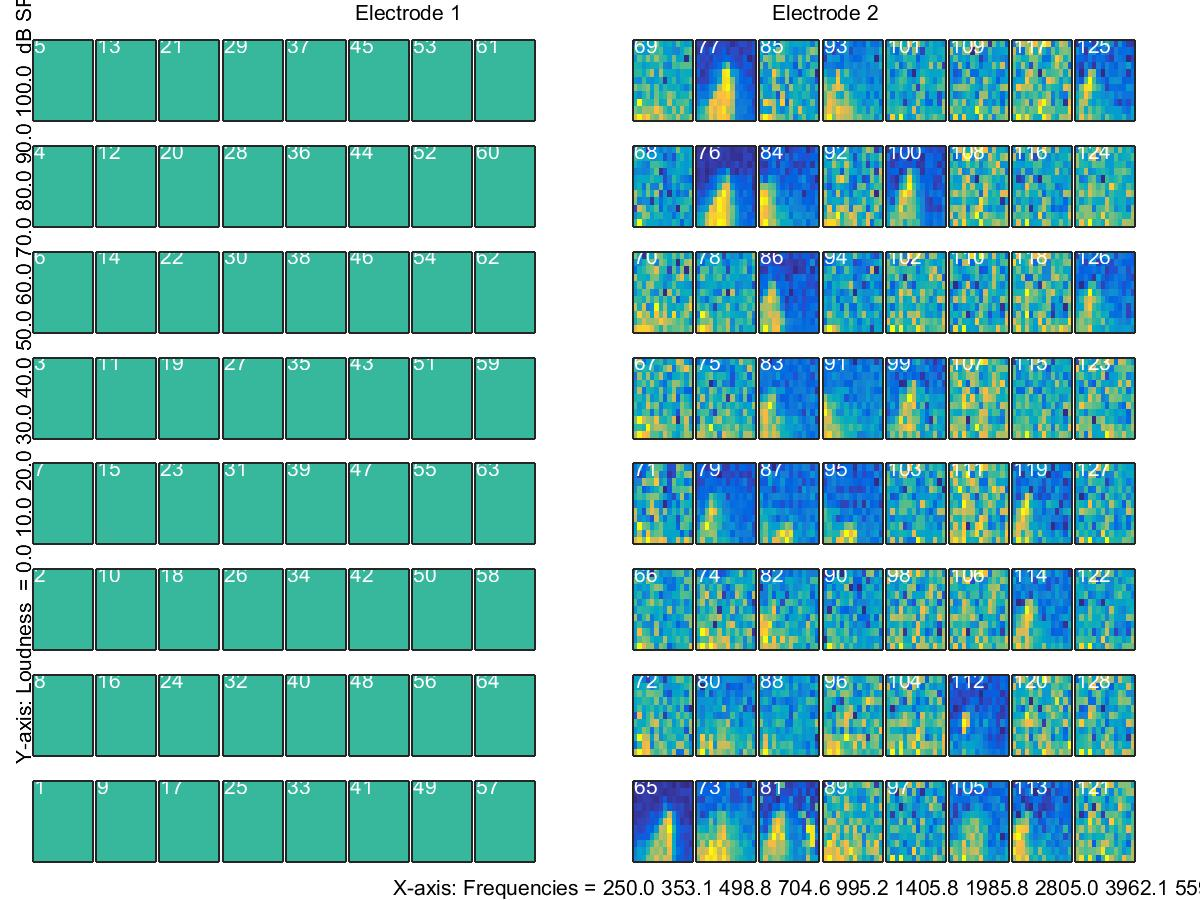 Electrode 1 Electrode 2
5 13 21 29 37 45 53 61 69 77 85 93 101 109 117 125
4 12 20 28 36 44 52 60 68 76 84 92 100 108 116 124
6 14 22 30 38 46 54 62 70 78 86 94 102 110 118 126
3 11 19 27 35 43 51 59 67 75 83 91 99 107 115 123
7 15 23 31 39 47 55 63 71 79 87 95 103 111 119 127
2 10 18 26 34 42 50 58 66 74 82 90 98 106 114 122
8 16 24 32 40 48 56 64 72 80 88 96 104 112 120 128
1 9 17 25 33 41 49 57 65 73 81 89 97 105 113 121
Y-axis: Loudness = 0.0 10.0 20.0 30.0 40.0 50.0 60.0 70.0 80.0 90.0 100.0 dB
X-axis: Frequencies = 250.0 353.1 498.8 704.6 995.2 1405.8 1985.8 2805.0 3962.1